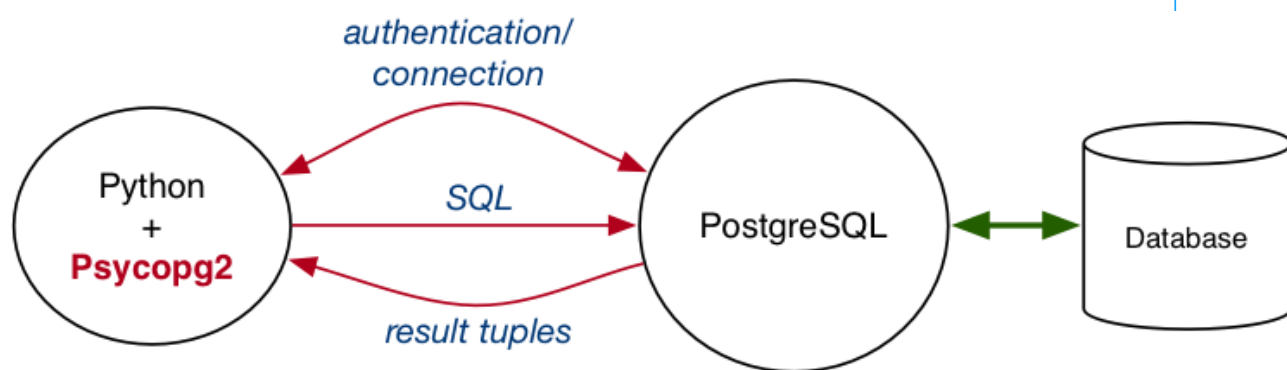 authentication/
connection
Python
+
Psycopg2
SQL
PostgreSQL
Database
result tuples